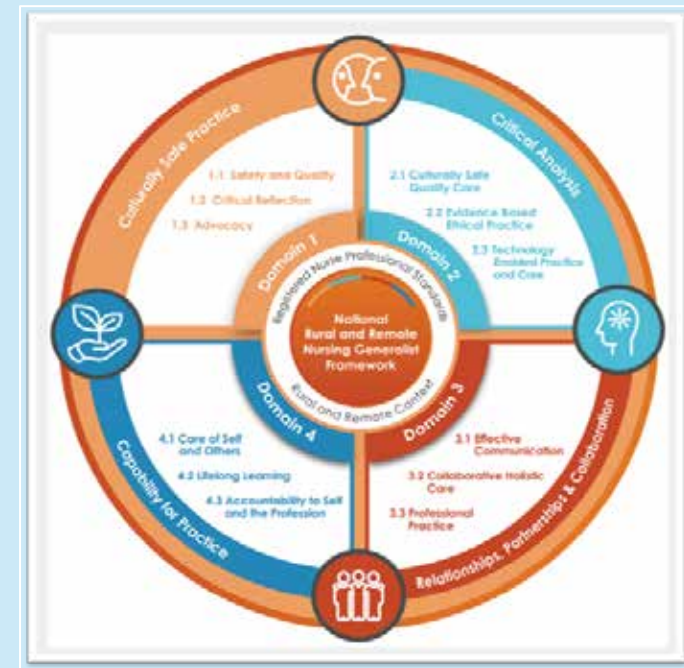 Culturally Safe Practice
1.1 Safety and Quality
1.2 Critical Reflection
1.3 Advocacy
Domain 1
Critical Analysis
2.1 Culturally Safe
Quality Care
2.2 Evidence Based
Ethical Practice
2.3 Technology
Enabled Practice
and Care
Domain 2
Registered Nurse Professional Standards
National
Rural and Remote
Nursing Generalist
Framework
Rural and Remote Context
Domain 4
4.1 Care of Self
and Others
4.2 Lifelong Learning
4.3 Accountability to Self
and the Profession
Capability for Practice
Domain 3
3.1 Effective
Communication
3.2 Collaborative Holistic
Care
3.3 Professional
Practice
Relationships, Partnerships & Collaboration